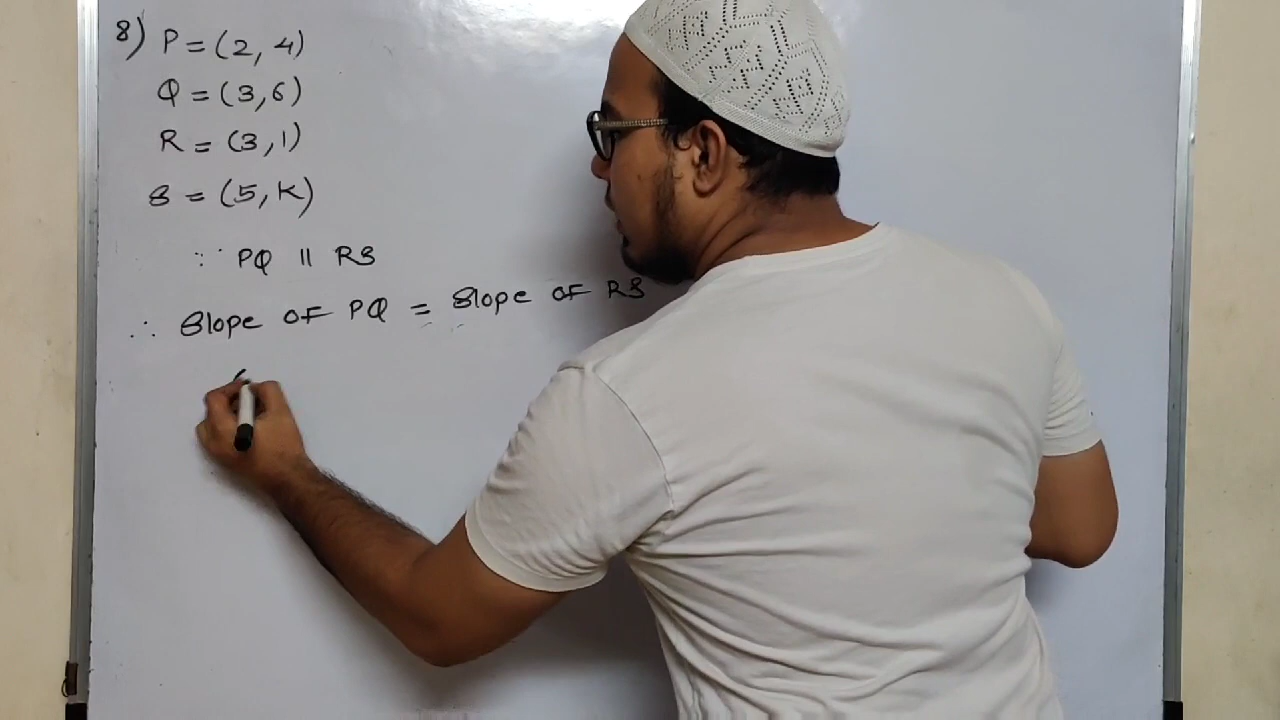 8) P = (2, 4)
Q = (3, 6)
R = (3, 1)
S = (5, K)
∵ PQ || RS
∴ Slope of PQ = Slope of RS